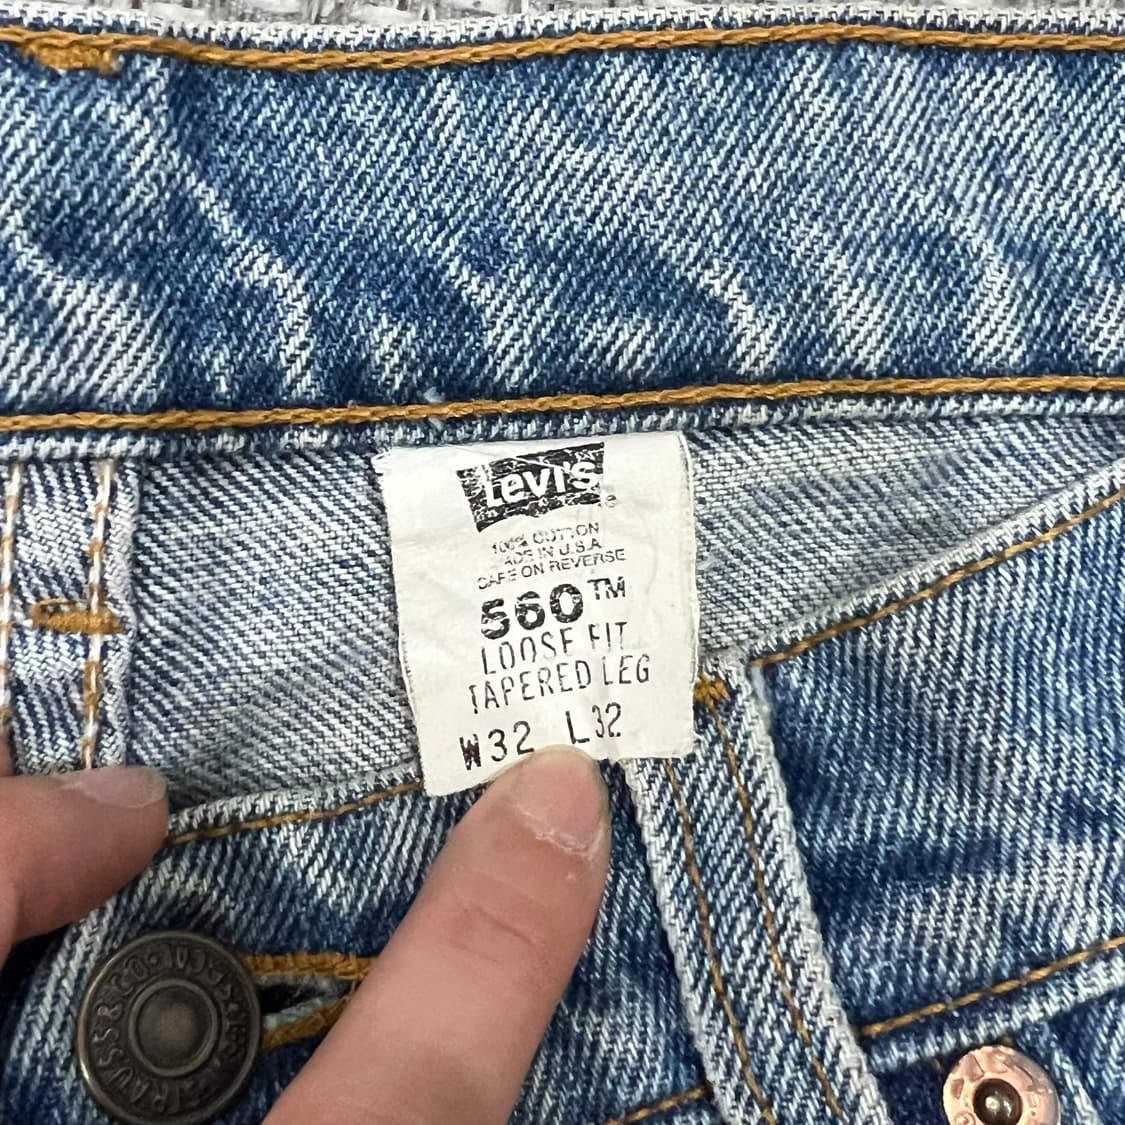 Levi's
100% COTTON
MADE IN U.S.A.
CARE ON REVERSE
560™
LOOSE FIT
TAPERED LEG
W32 L32